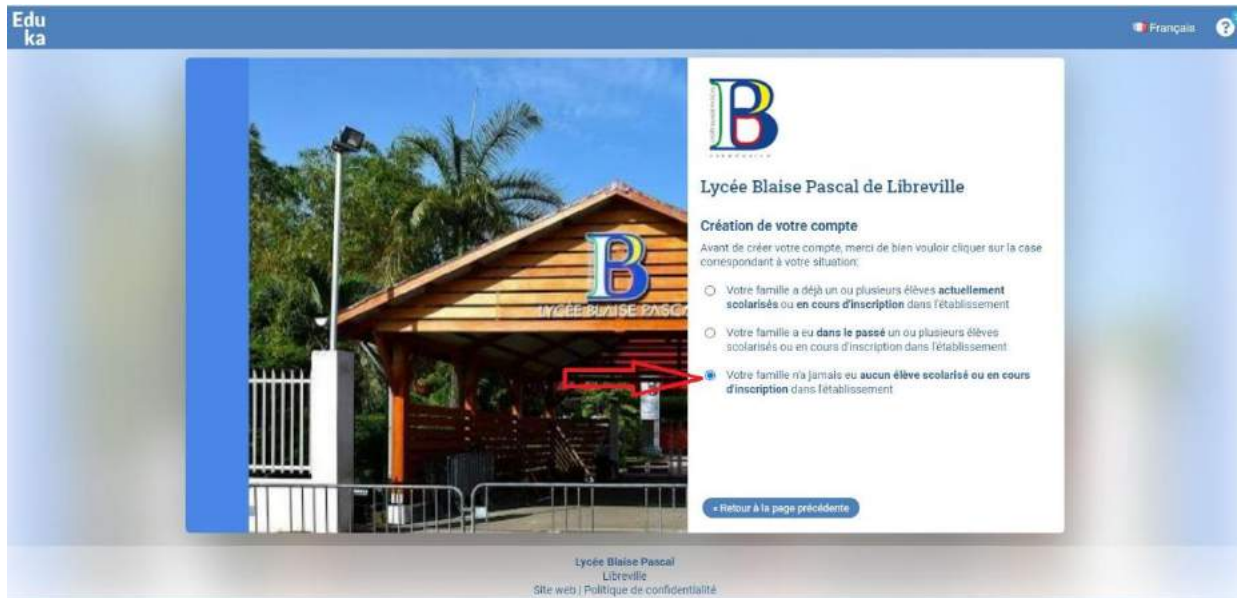 Edu
ka
Français
?
B
Lycée Blaise Pascal de Libreville
Création de votre compte
Avant de créer votre compte, merci de bien vouloir cliquer sur la case
correspondant à votre situation:
Votre famille a déjà un ou plusieurs élèves actuellement
scolarisés ou en cours d'inscription dans l'établissement
Votre famille a eu dans le passé un ou plusieurs élèves
scolarisés ou en cours d'inscription dans l'établissement
Votre famille n'a jamais eu aucun élève scolarisé ou en cours
d'inscription dans l'établissement
« Retour à la page précédente
B
LYCÉE BLAISE PASCA
Lycée Blaise Pascal
Libreville
Site web | Politique de confidentialité